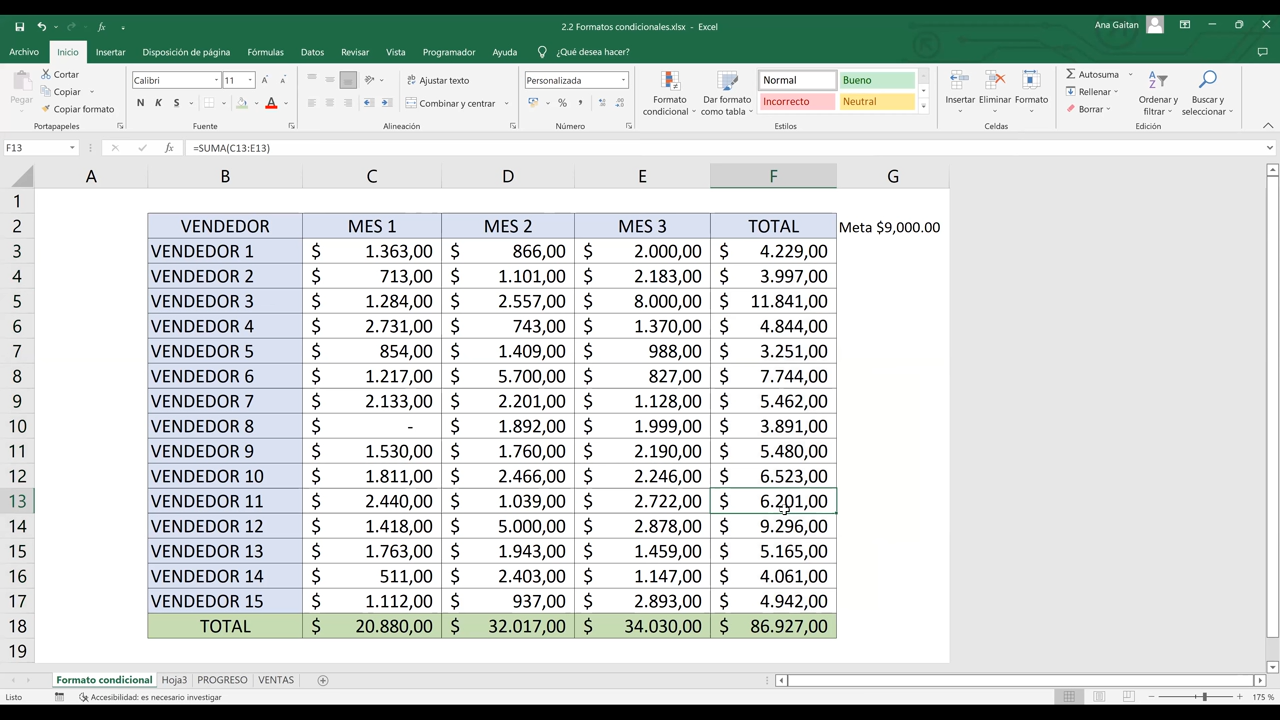 2.2 Formatos condicionales.xlsx - Excel
Ana Gaitan
Archivo Inicio Insertar Disposición de página Fórmulas Datos Revisar Vista Programador Ayuda ¿Qué desea hacer?
Pegar
Cortar
Copiar
Copiar formato
Portapapeles
Calibri 11
N K S
Fuente
Ajustar texto
Combinar y centrar
Alineación
Personalizada
Número
Formato condicional
Dar formato como tabla
Normal Bueno
Incorrecto Neutral
Estilos
Insertar Eliminar Formato
Celdas
Autosuma
Rellenar
Borrar
Ordenar y filtrar
Buscar y seleccionar
Edición
F13 fx =SUMA(C13:E13)
A B C D E F G
1
2 VENDEDOR MES 1 MES 2 MES 3 TOTAL Meta $9,000.00
3 VENDEDOR 1 $ 1.363,00 $ 866,00 $ 2.000,00 $ 4.229,00
4 VENDEDOR 2 $ 713,00 $ 1.101,00 $ 2.183,00 $ 3.997,00
5 VENDEDOR 3 $ 1.284,00 $ 2.557,00 $ 8.000,00 $ 11.841,00
6 VENDEDOR 4 $ 2.731,00 $ 743,00 $ 1.370,00 $ 4.844,00
7 VENDEDOR 5 $ 854,00 $ 1.409,00 $ 988,00 $ 3.251,00
8 VENDEDOR 6 $ 1.217,00 $ 5.700,00 $ 827,00 $ 7.744,00
9 VENDEDOR 7 $ 2.133,00 $ 2.201,00 $ 1.128,00 $ 5.462,00
10 VENDEDOR 8 $ - $ 1.892,00 $ 1.999,00 $ 3.891,00
11 VENDEDOR 9 $ 1.530,00 $ 1.760,00 $ 2.190,00 $ 5.480,00
12 VENDEDOR 10 $ 1.811,00 $ 2.466,00 $ 2.246,00 $ 6.523,00
13 VENDEDOR 11 $ 2.440,00 $ 1.039,00 $ 2.722,00 $ 6.201,00
14 VENDEDOR 12 $ 1.418,00 $ 5.000,00 $ 2.878,00 $ 9.296,00
15 VENDEDOR 13 $ 1.763,00 $ 1.943,00 $ 1.459,00 $ 5.165,00
16 VENDEDOR 14 $ 511,00 $ 2.403,00 $ 1.147,00 $ 4.061,00
17 VENDEDOR 15 $ 1.112,00 $ 937,00 $ 2.893,00 $ 4.942,00
18 TOTAL $ 20.880,00 $ 32.017,00 $ 34.030,00 $ 86.927,00
19
Formato condicional Hoja3 PROGRESO VENTAS
Listo Accesibilidad: es necesario investigar 175 %